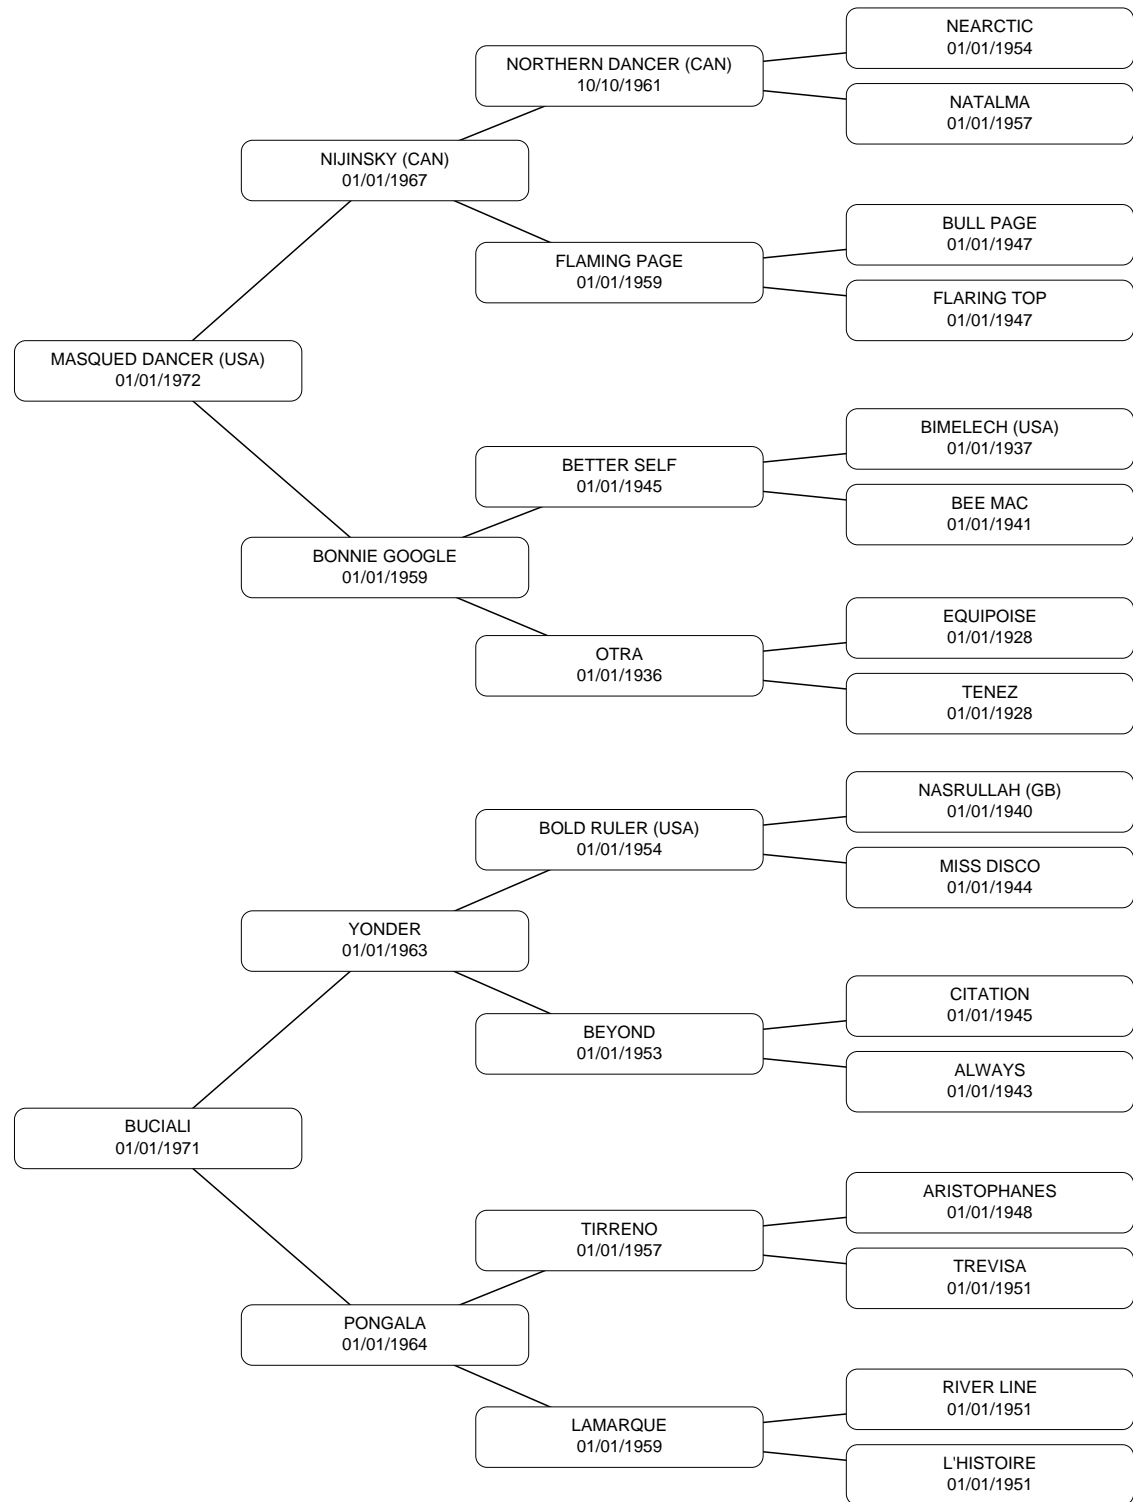 NEARCTIC
01/01/1954
NORTHERN DANCER (CAN)
10/10/1961
NATALMA
01/01/1957
NIJINSKY (CAN)
01/01/1967
BULL PAGE
01/01/1947
FLAMING PAGE
01/01/1959
FLARING TOP
01/01/1947
MASQUED DANCER (USA)
01/01/1972
BIMELECH (USA)
01/01/1937
BETTER SELF
01/01/1945
BEE MAC
01/01/1941
BONNIE GOOGLE
01/01/1959
EQUIPOISE
01/01/1928
OTRA
01/01/1936
TENEZ
01/01/1928
NASRULLAH (GB)
01/01/1940
BOLD RULER (USA)
01/01/1954
MISS DISCO
01/01/1944
YONDER
01/01/1963
CITATION
01/01/1945
BEYOND
01/01/1953
ALWAYS
01/01/1943
BUCIALI
01/01/1971
ARISTOPHANES
01/01/1948
TIRRENO
01/01/1957
TREVISA
01/01/1951
PONGALA
01/01/1964
RIVER LINE
01/01/1951
LAMARQUE
01/01/1959
L'HISTOIRE
01/01/1951